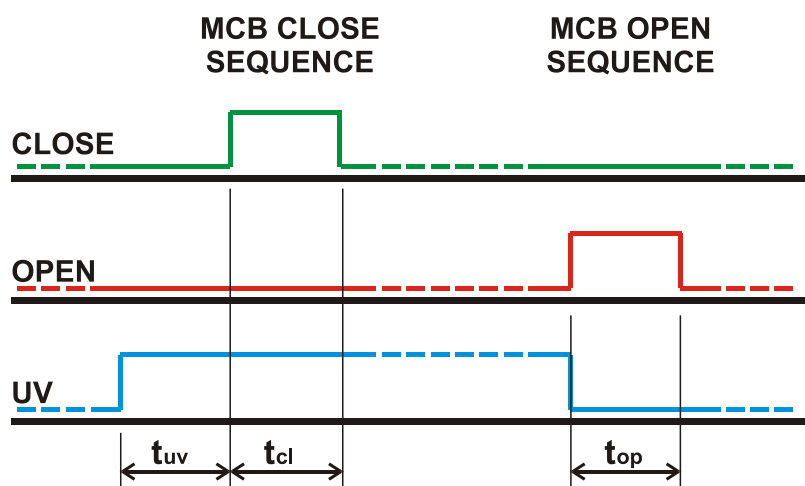 MCB CLOSE
SEQUENCE
MCB OPEN
SEQUENCE
CLOSE
OPEN
UV
tuv
tcl
top